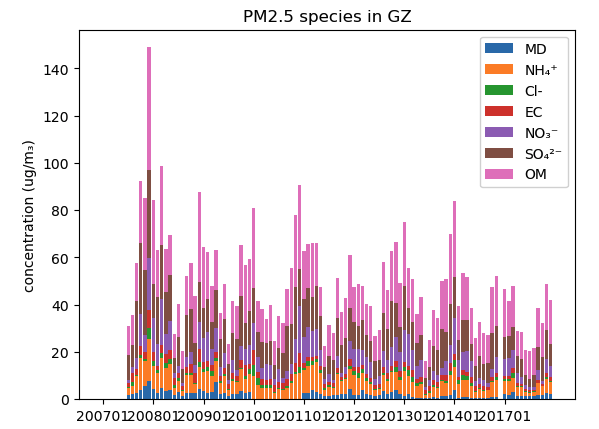 PM2.5 species in GZ
concentration (ug/m₃)
140
120
100
80
60
40
20
0
MD
NH₄⁺
Cl-
EC
NO₃⁻
SO₄²⁻
OM
200701 200801 200901 201001 201101 201201 201301 201401 201701